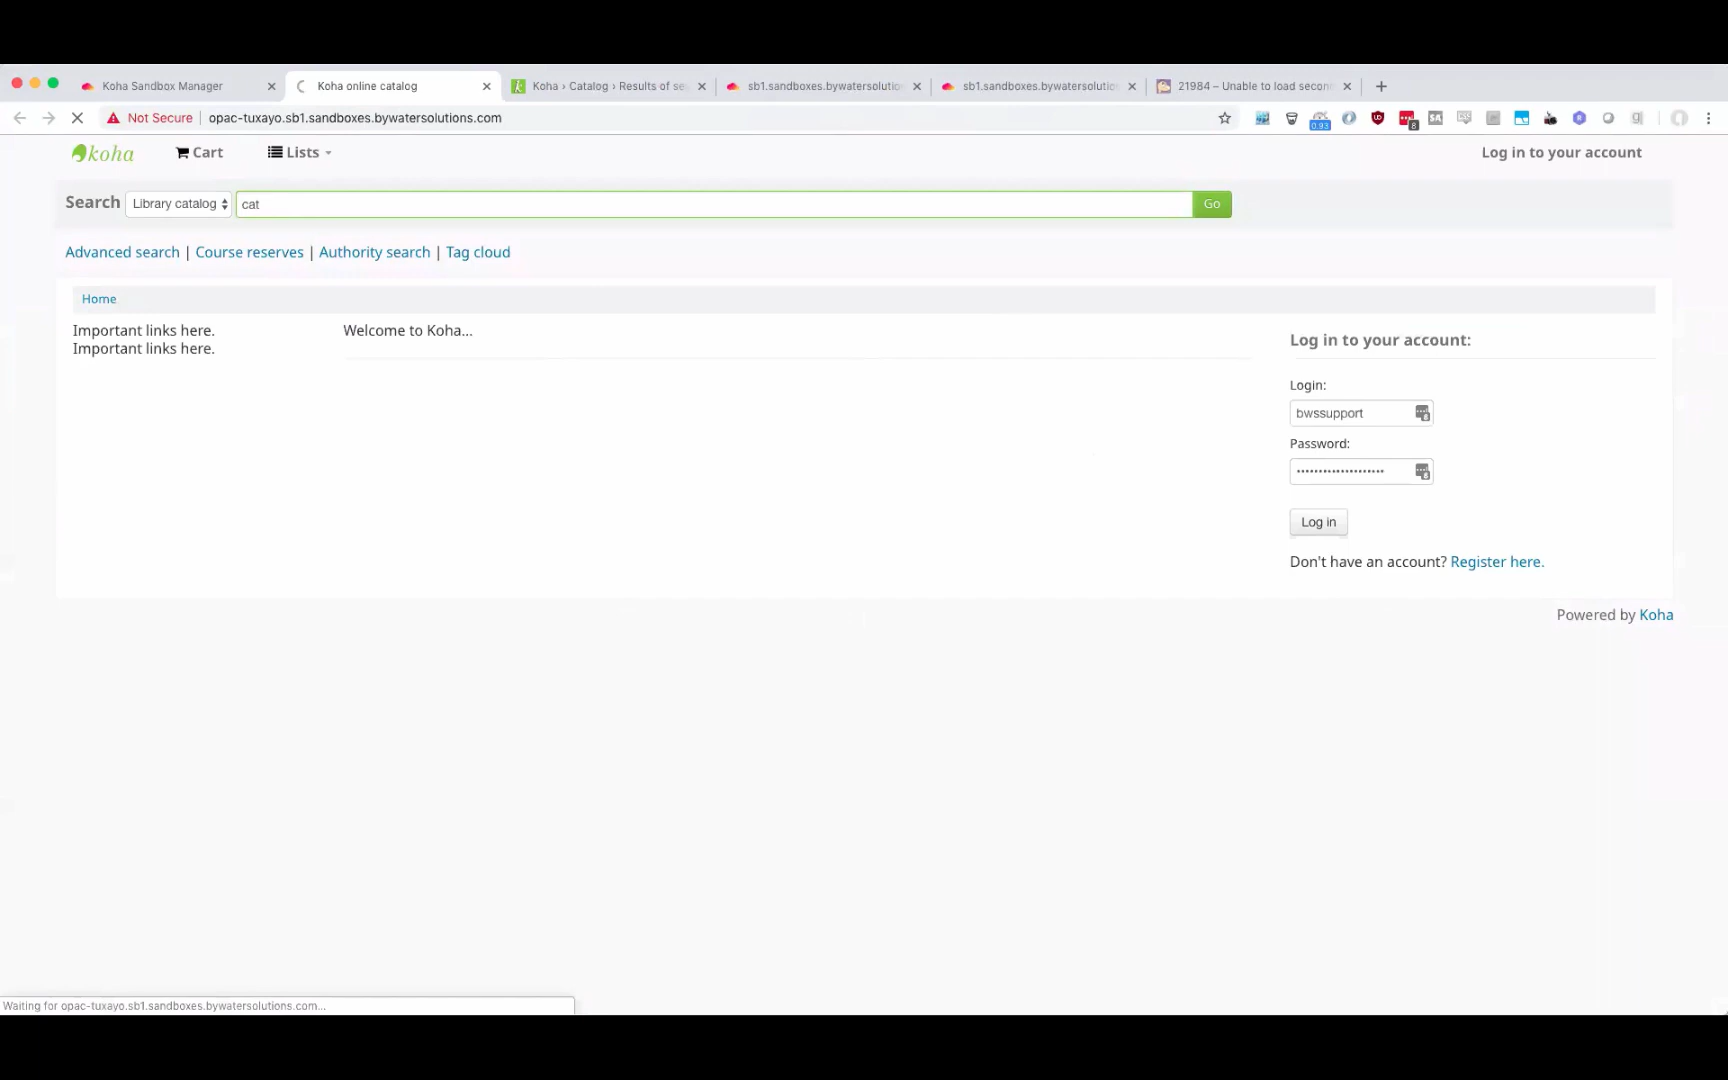 Koha Sandbox Manager
Koha online catalog
Koha › Catalog › Results of se
sb1.sandboxes.bywatersolution
sb1.sandboxes.bywatersolutio
21984 – Unable to load secon
Not Secure
opac-tuxayo.sb1.sandboxes.bywatersolutions.com
0.93
8
koha
Cart
Lists
Log in to your account
Search
Library catalog
cat
Go
Advanced search | Course reserves | Authority search | Tag cloud
Home
Important links here.
Important links here.
Welcome to Koha...
Log in to your account:
Login:
bwssupport
Password:
Log in
Don't have an account? Register here.
Powered by Koha
Waiting for opac-tuxayo.sb1.sandboxes.bywatersolutions.com...